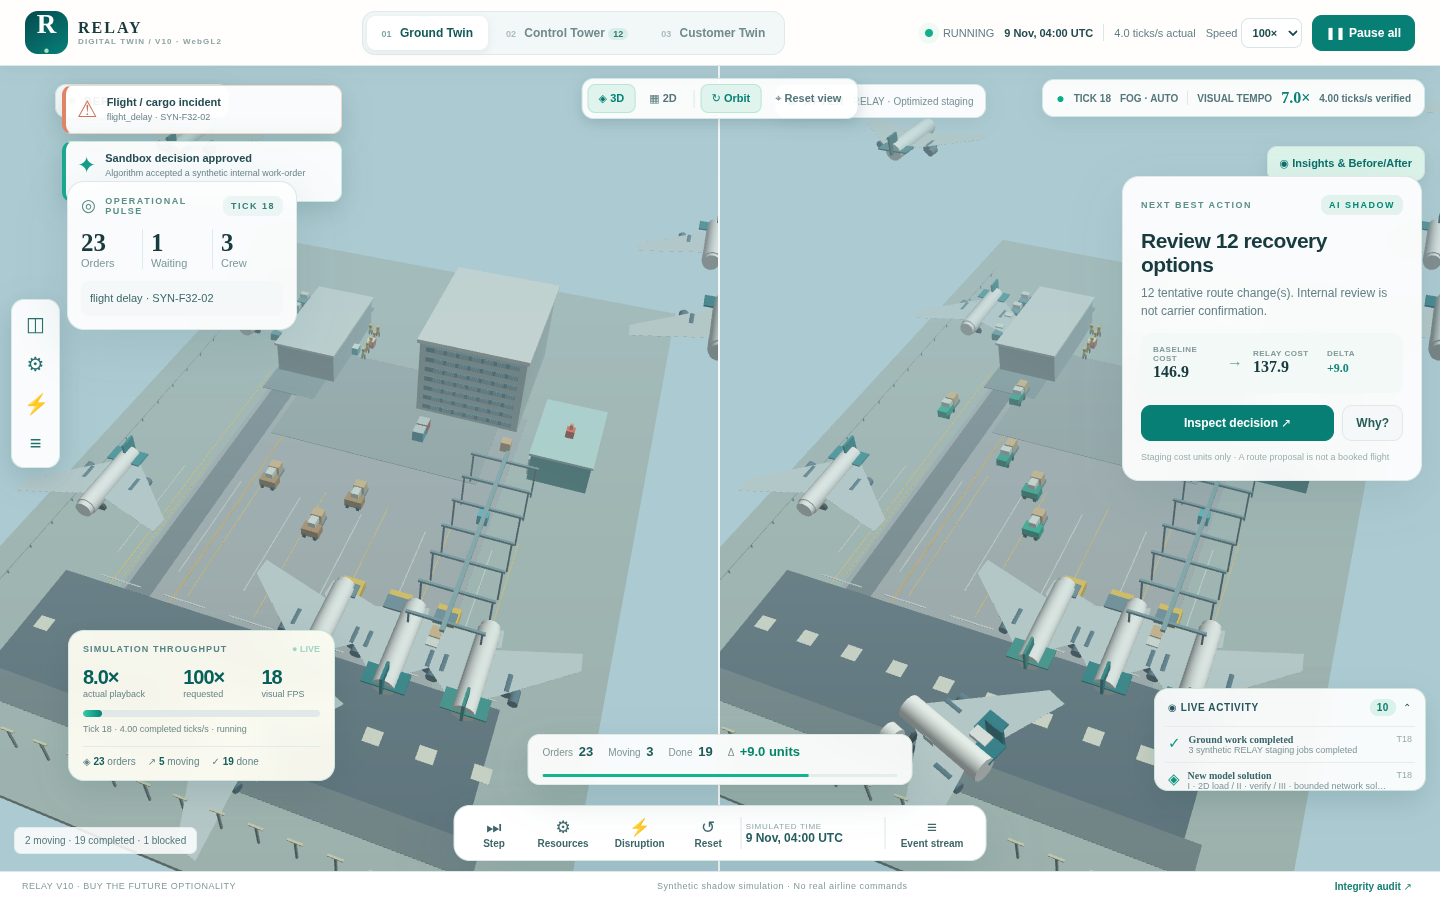 R
RELAY
DIGITAL TWIN / V10 · WebGL2
01 Ground Twin
02 Control Tower 12
03 Customer Twin
RUNNING 9 Nov, 04:00 UTC
4.0 ticks/s actual
Speed 100×
❚❚ Pause all
Flight / cargo incident
flight_delay · SYN-F32-02
Sandbox decision approved
Algorithm accepted a synthetic internal work-order
◈ 3D
▦ 2D
↻ Orbit
⌖ Reset view
RELAY · Optimized staging
TICK 18 FOG · AUTO
VISUAL TEMPO 7.0× 4.00 ticks/s verified
◉ Insights & Before/After
OPERATIONAL PULSE
TICK 18
23 Orders
1 Waiting
3 Crew
flight delay · SYN-F32-02
NEXT BEST ACTION
AI SHADOW
Review 12 recovery
options
12 tentative route change(s). Internal review is
not carrier confirmation.
BASELINE COST
146.9
→
RELAY COST
137.9
DELTA
+9.0
Inspect decision ↗
Why?
Staging cost units only · A route proposal is not a booked flight
SIMULATION THROUGHPUT
● LIVE
8.0× actual playback
100× requested
18 visual FPS
Tick 18 · 4.00 completed ticks/s · running
◈ 23 orders ↗ 5 moving ✓ 19 done
Orders 23 Moving 3 Done 19 Δ +9.0 units
◉ LIVE ACTIVITY 10
Ground work completed T18
3 synthetic RELAY staging jobs completed
New model solution T18
I · 2D load / II · verify / III · bounded network sol…
2 moving · 19 completed · 1 blocked
Step
Resources
Disruption
Reset
SIMULATED TIME
9 Nov, 04:00 UTC
Event stream
RELAY V10 · BUY THE FUTURE OPTIONALITY
Synthetic shadow simulation · No real airline commands
Integrity audit ↗